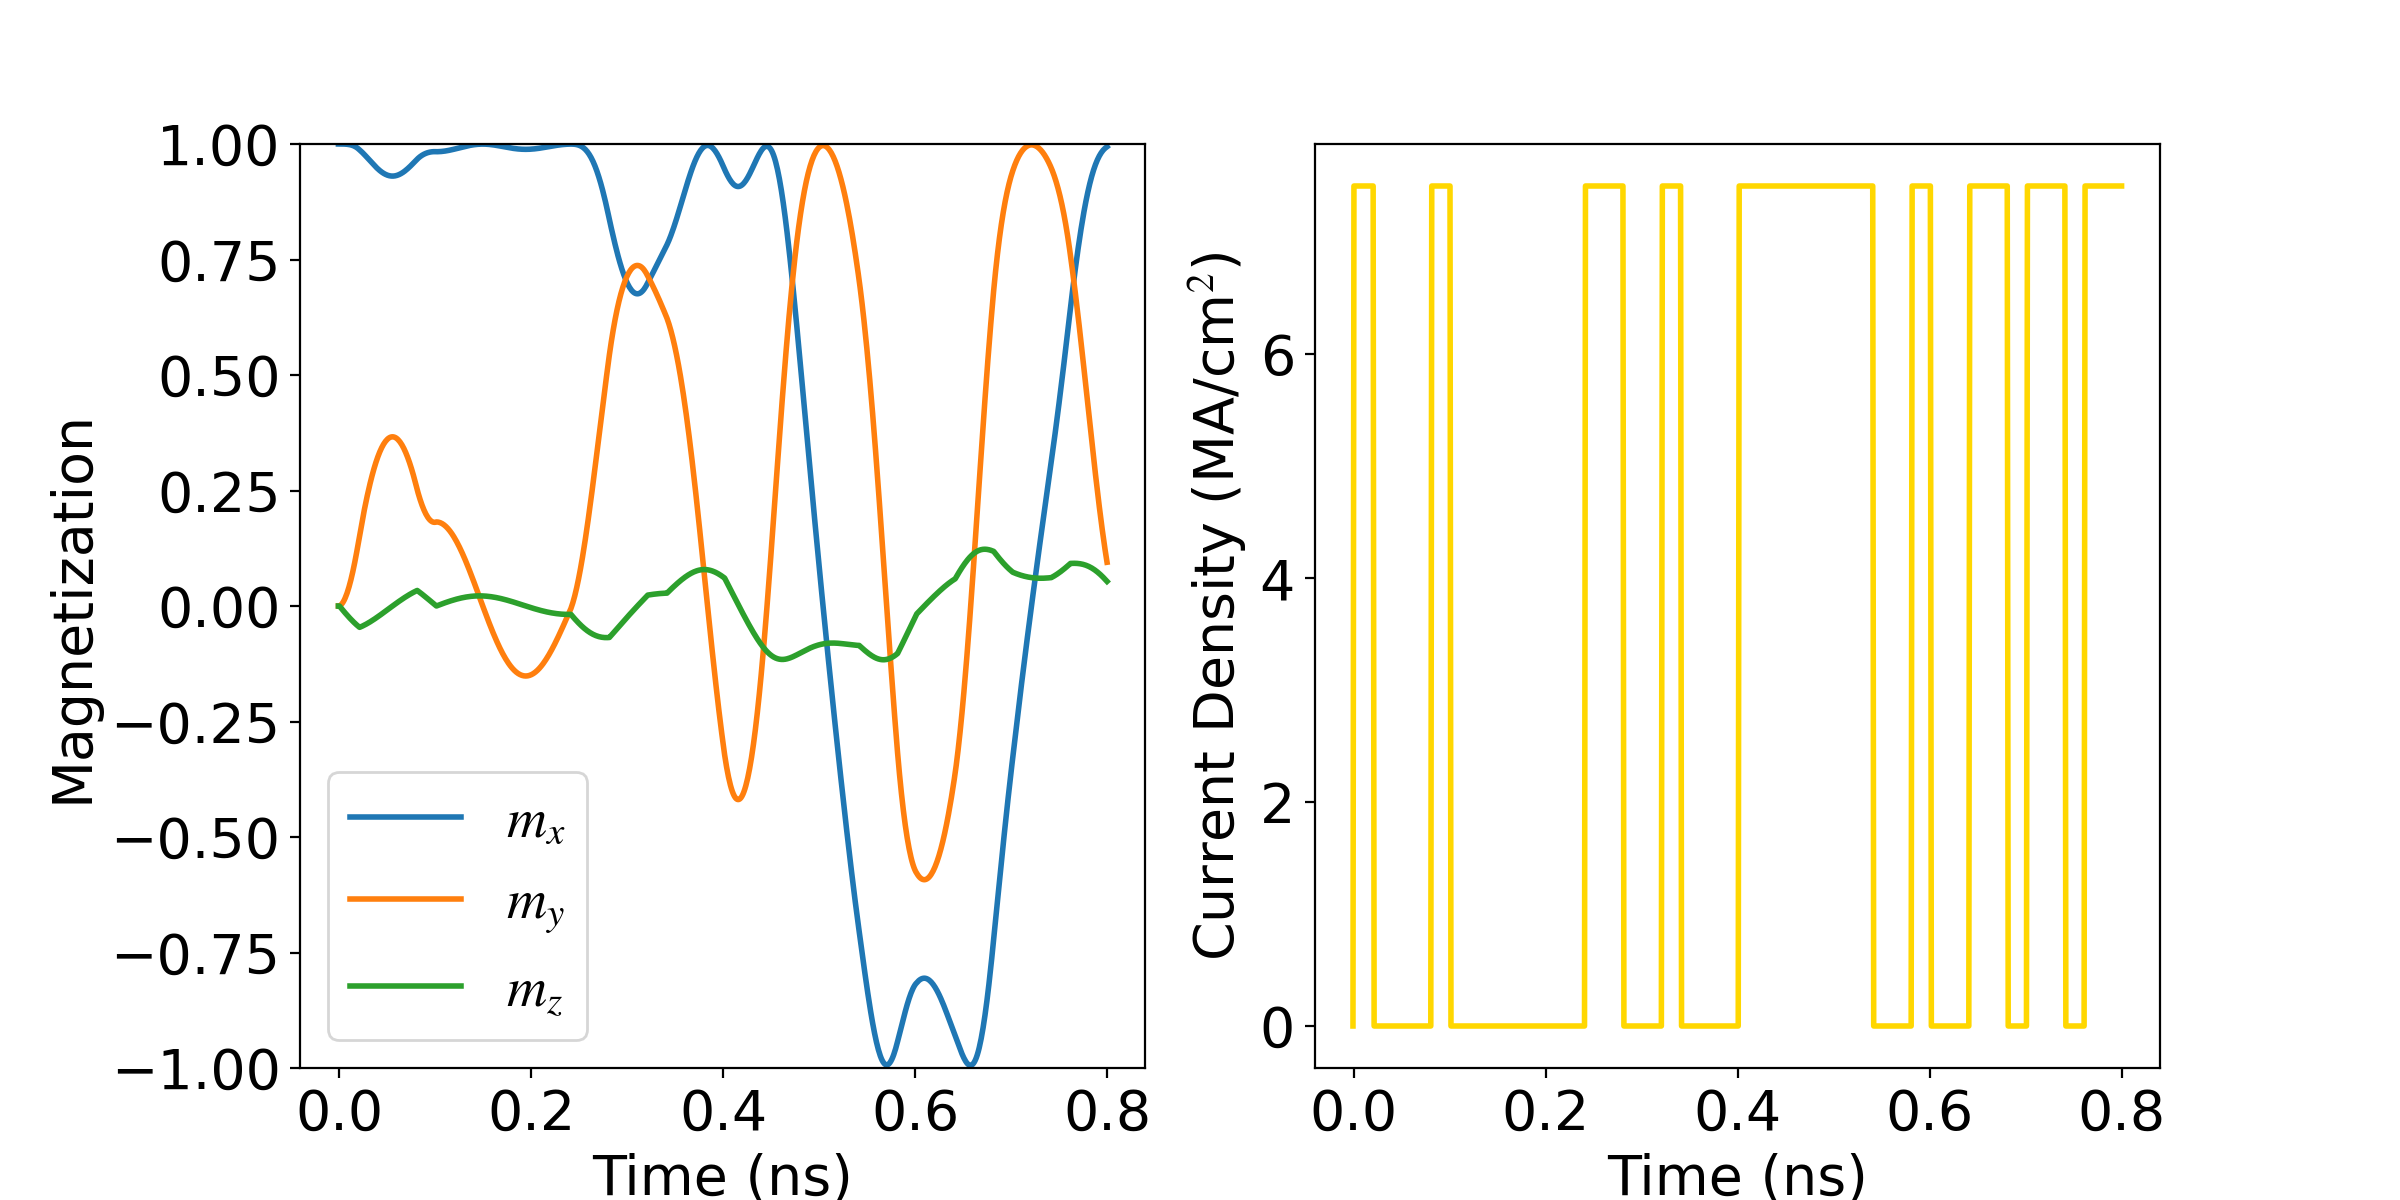 Magnetization
1.00
0.75
0.50
0.25
0.00
−0.25
−0.50
−0.75
−1.00
m_x
m_y
m_z
0.0 0.2 0.4 0.6 0.8
Time (ns)
Current Density (MA/cm²)
6
4
2
0
0.0 0.2 0.4 0.6 0.8
Time (ns)